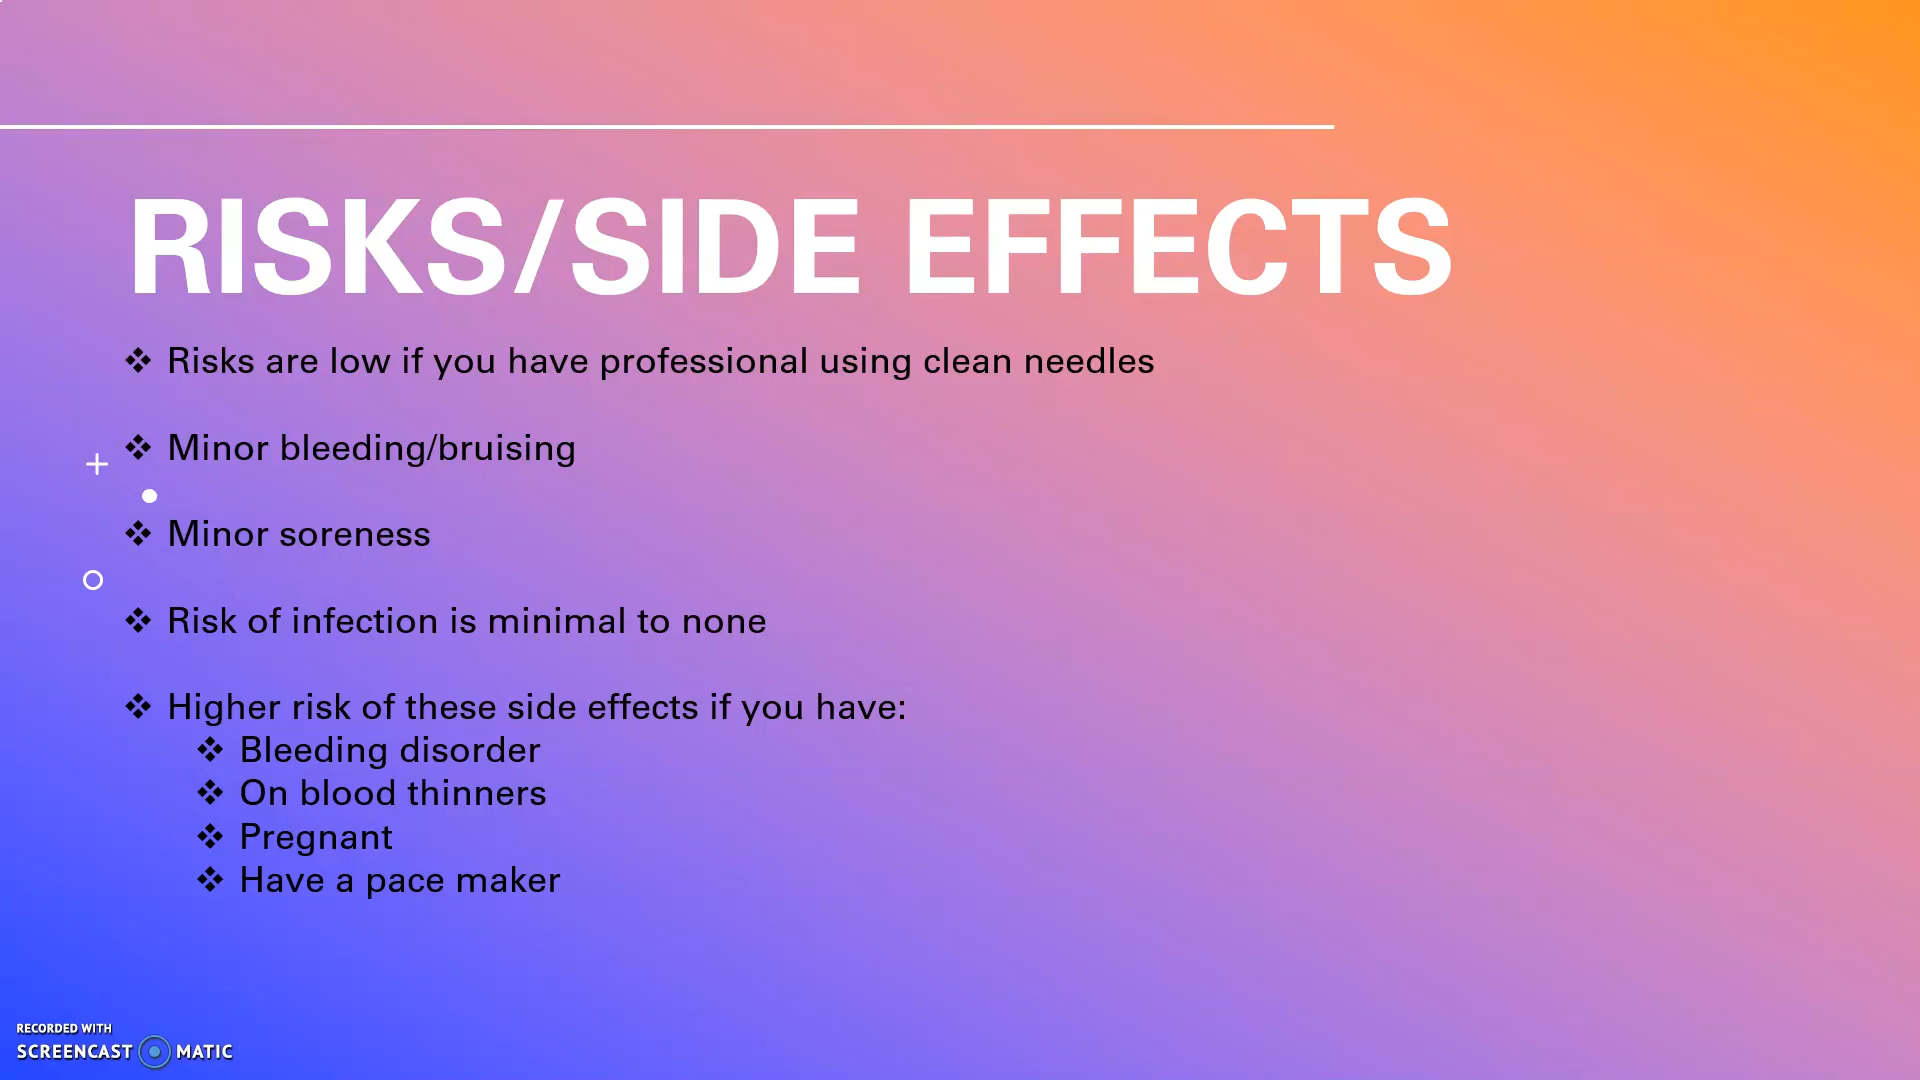 RISKS/SIDE EFFECTS
❖ Risks are low if you have professional using clean needles
❖ Minor bleeding/bruising
❖ Minor soreness
❖ Risk of infection is minimal to none
❖ Higher risk of these side effects if you have:
❖ Bleeding disorder
❖ On blood thinners
❖ Pregnant
❖ Have a pace maker
RECORDED WITH
SCREENCAST MATIC